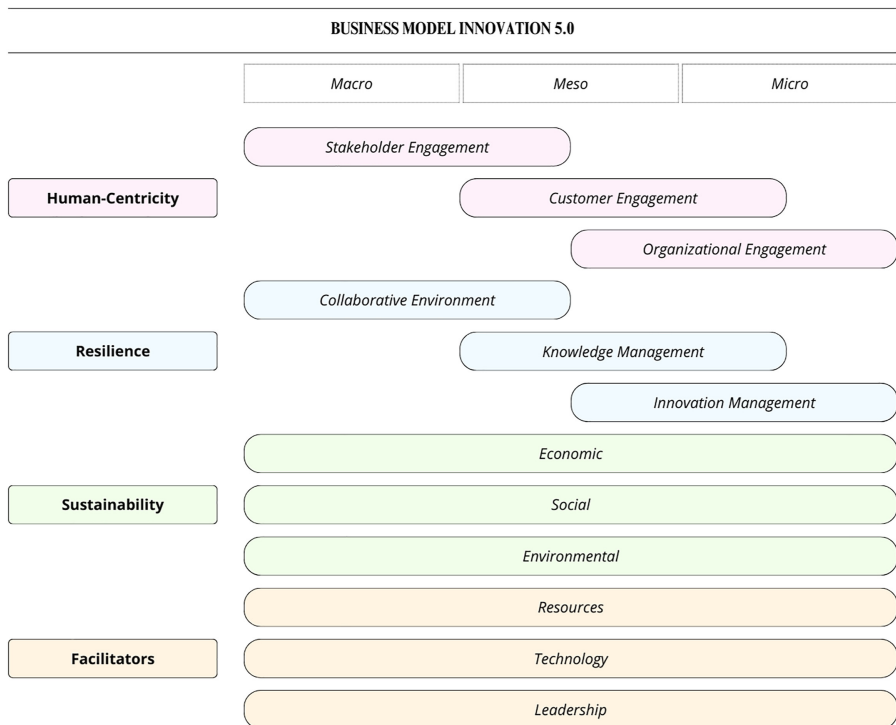 BUSINESS MODEL INNOVATION 5.0
Macro Meso Micro
Stakeholder Engagement
Human-Centricity Customer Engagement
Organizational Engagement
Collaborative Environment
Resilience Knowledge Management
Innovation Management
Economic
Sustainability Social
Environmental
Resources
Facilitators Technology
Leadership